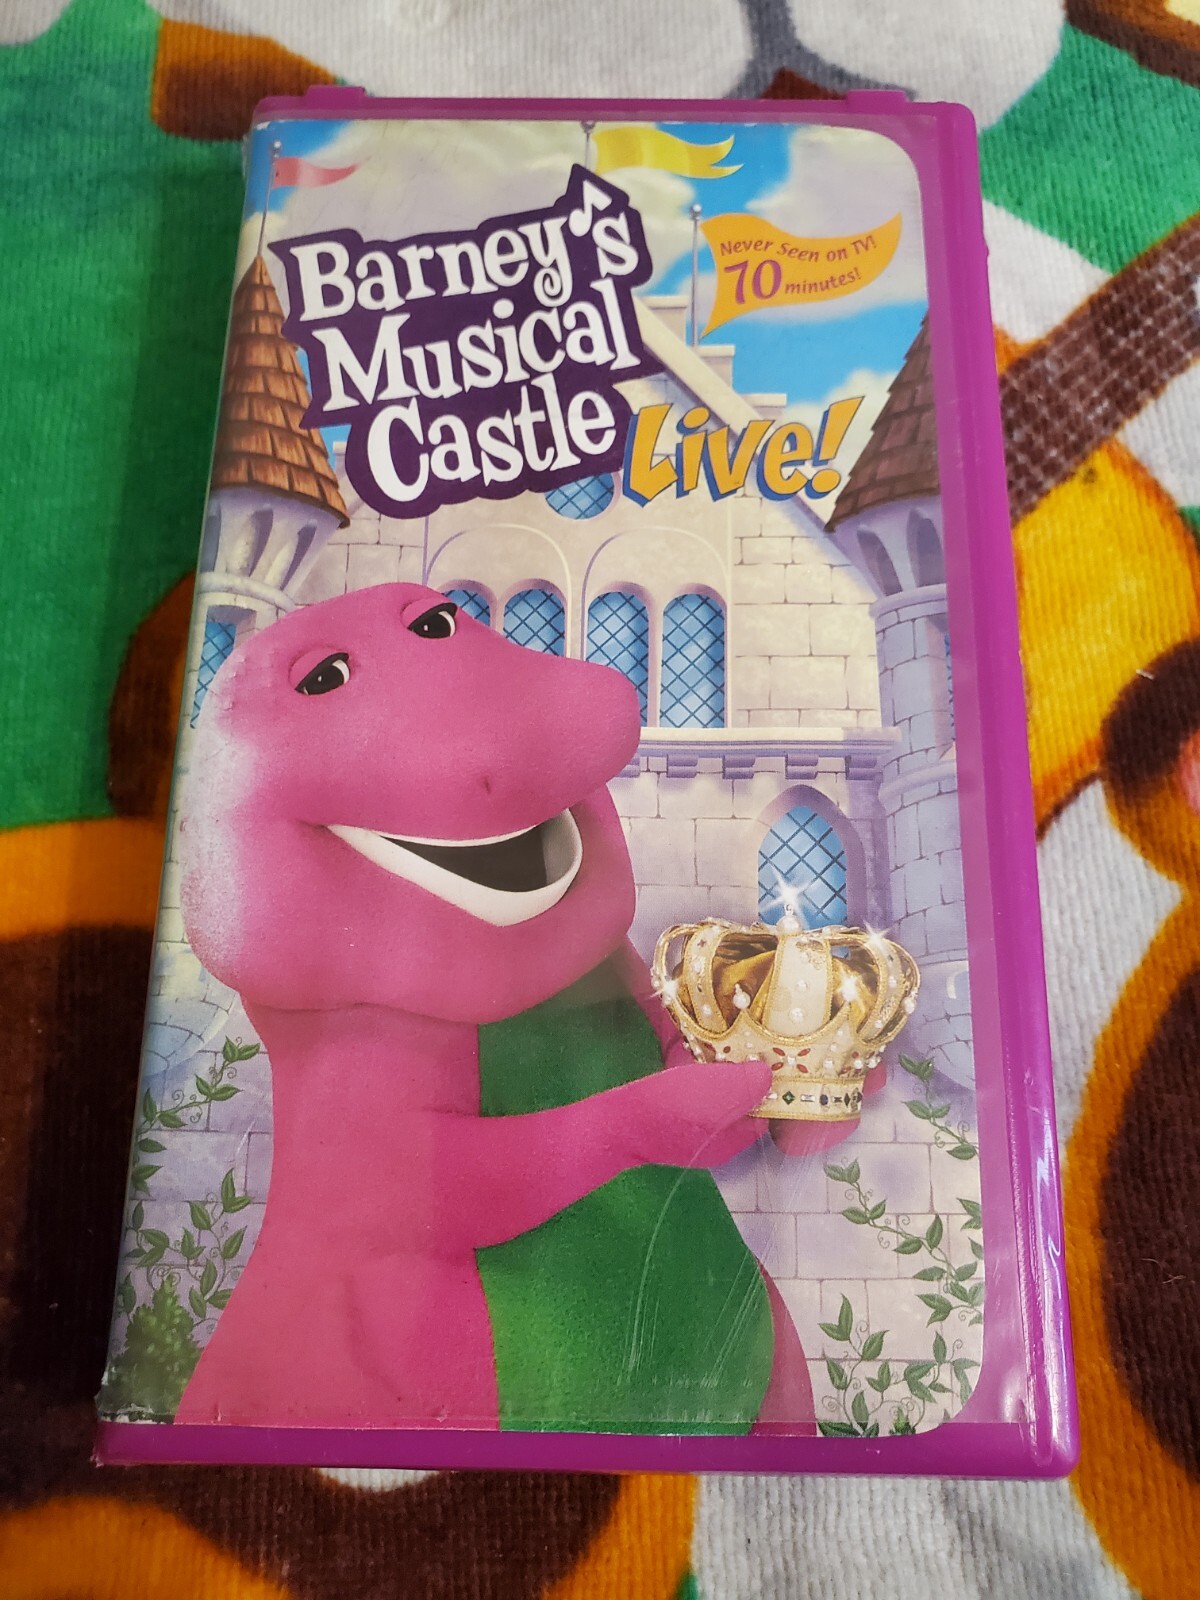 Barney's
Musical
Castle
Live!
Never Seen on TV!
70 minutes!